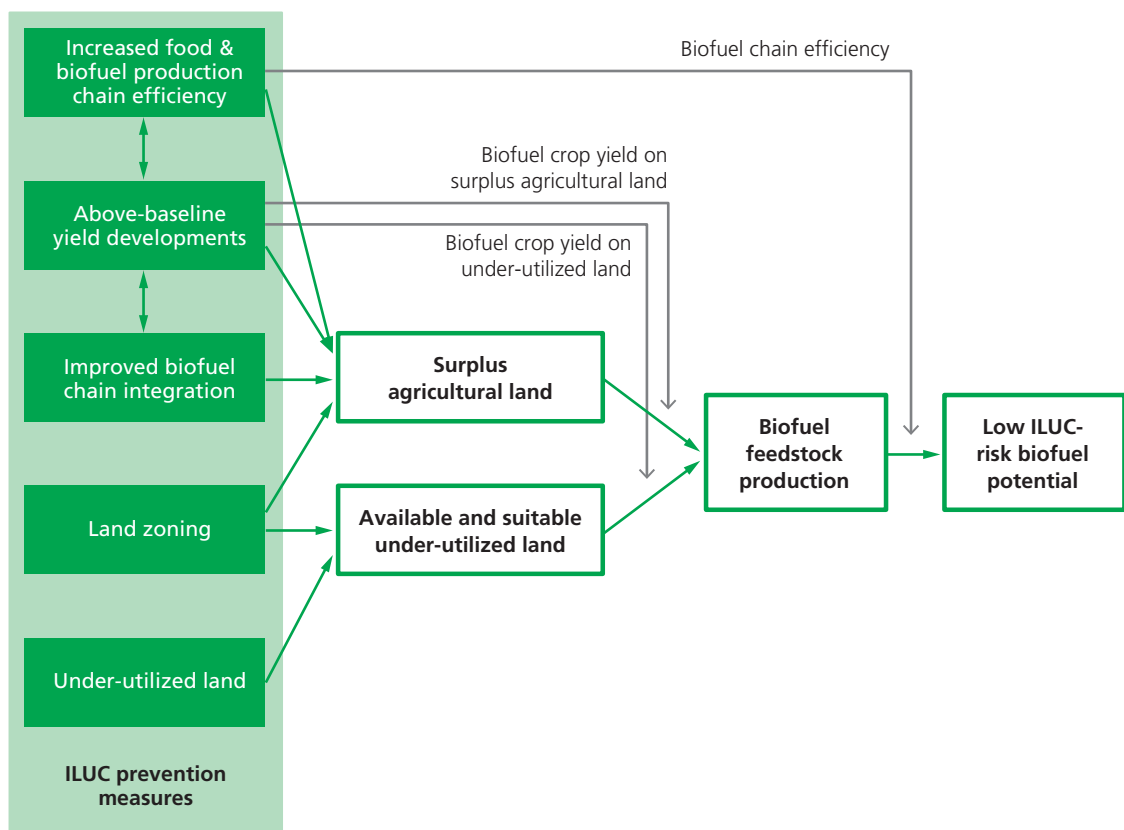 Increased food &
biofuel production
chain efficiency
Biofuel chain efficiency
Biofuel crop yield on
surplus agricultural land
Above-baseline
yield developments
Biofuel crop yield on
under-utilized land
Improved biofuel
chain integration
Surplus
agricultural land
Biofuel
feedstock
production
Low ILUC-
risk biofuel
potential
Land zoning
Available and suitable
under-utilized land
Under-utilized land
ILUC prevention
measures